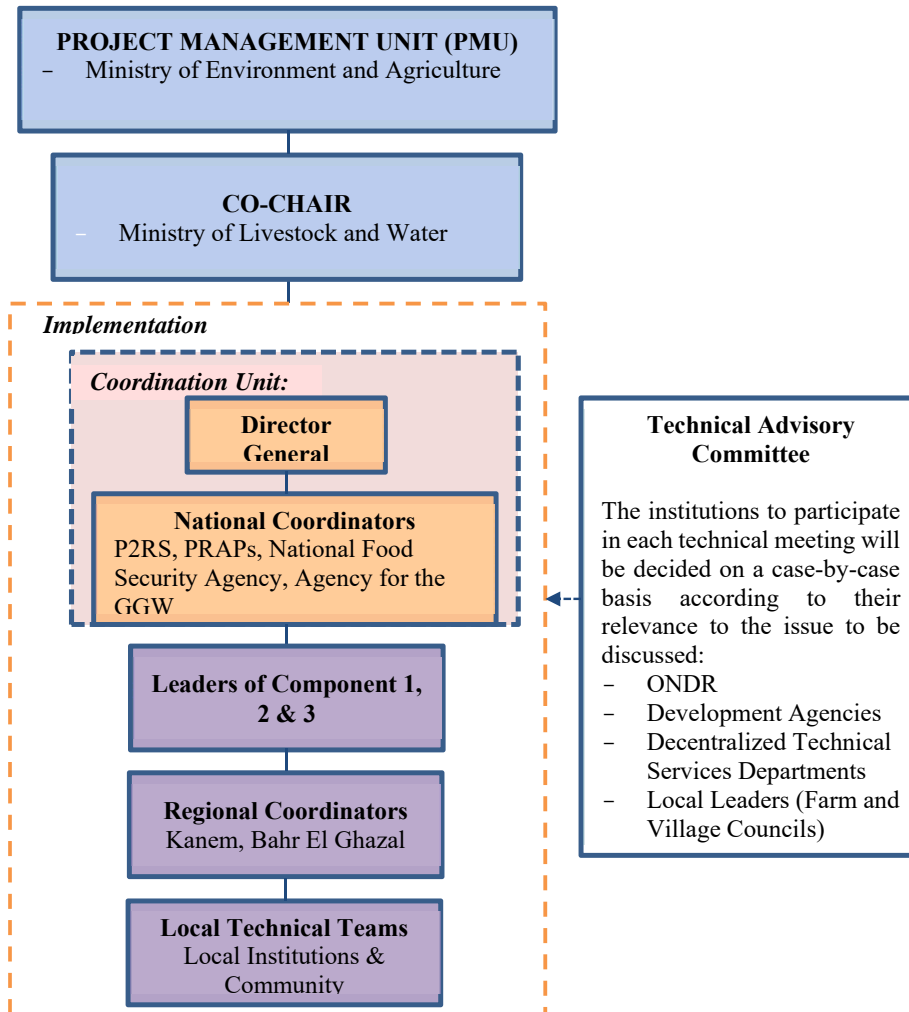 PROJECT MANAGEMENT UNIT (PMU)
– Ministry of Environment and Agriculture
CO-CHAIR
– Ministry of Livestock and Water
Implementation
Coordination Unit:
Director
General
National Coordinators
P2RS, PRAPs, National Food
Security Agency, Agency for the
GGW
Leaders of Component 1,
2 & 3
Regional Coordinators
Kanem, Bahr El Ghazal
Local Technical Teams
Local Institutions &
Community
Technical Advisory
Committee
The institutions to participate
in each technical meeting will
be decided on a case-by-case
basis according to their
relevance to the issue to be
discussed:
– ONDR
– Development Agencies
– Decentralized Technical
Services Departments
– Local Leaders (Farm and
Village Councils)